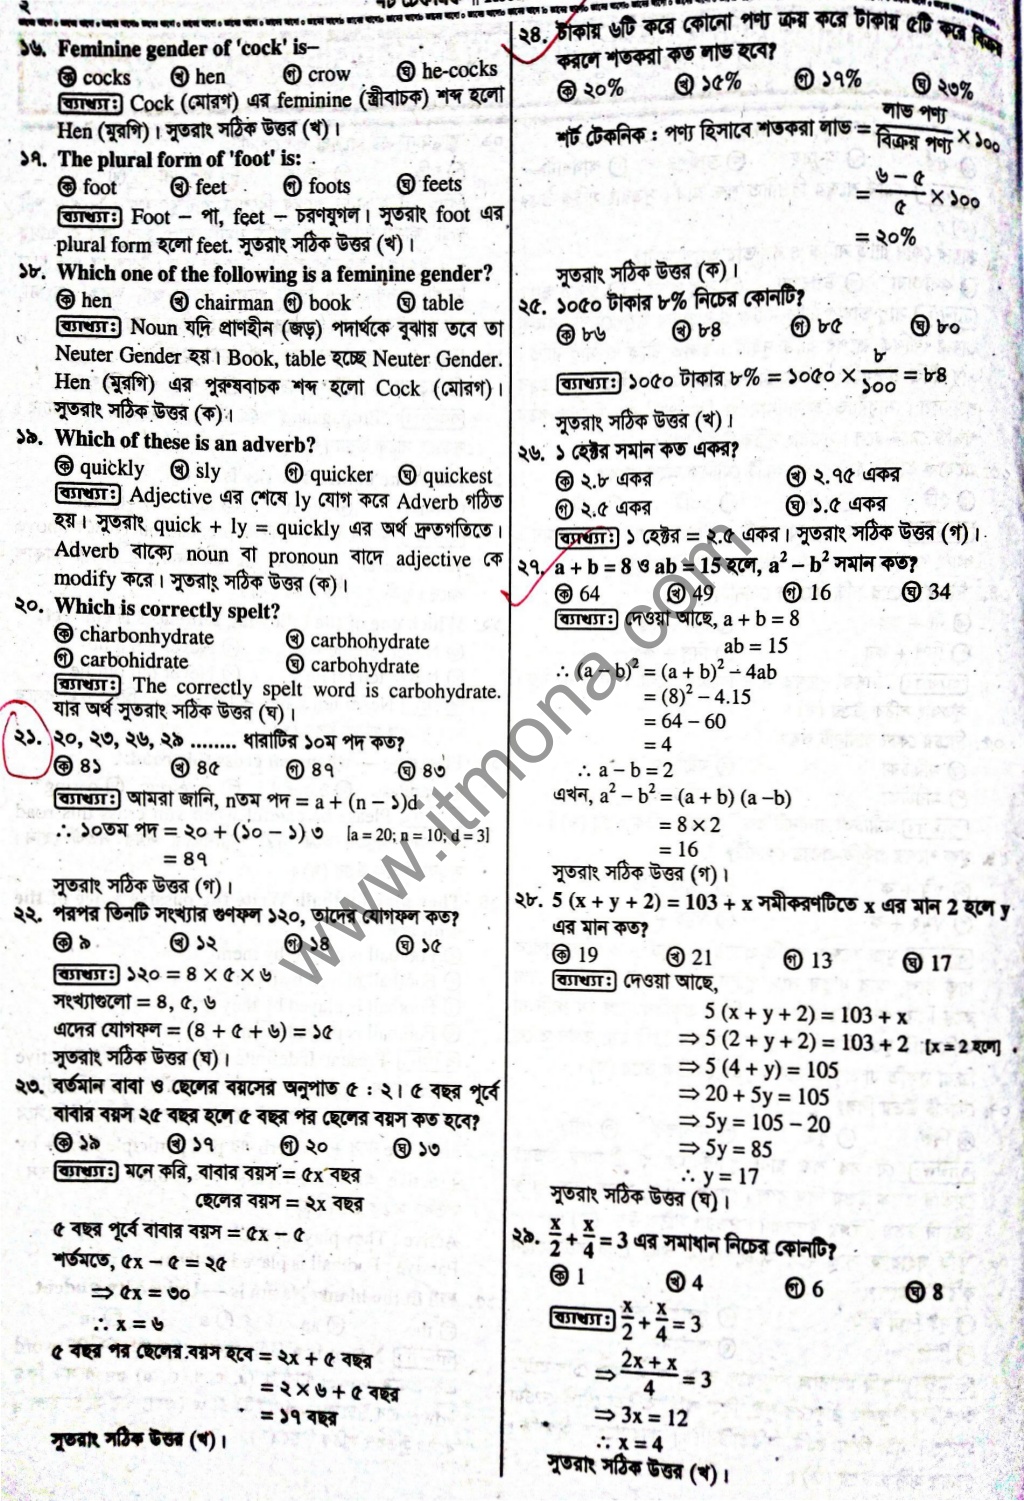 ২
১৬. Feminine gender of 'cock' is–
ক cocks খ hen গ crow ঘ he-cocks
ব্যাখ্যা: Cock (মোরগ) এর feminine (স্ত্রীবাচক) শব্দ হলো
Hen (মুরগি)। সুতরাং সঠিক উত্তর (খ)।
১৭. The plural form of 'foot' is:
ক foot খ feet গ foots ঘ feets
ব্যাখ্যা: Foot – পা, feet – চরণযুগল। সুতরাং foot এর
plural form হলো feet. সুতরাং সঠিক উত্তর (খ)।
১৮. Which one of the following is a feminine gender?
ক hen খ chairman গ book ঘ table
ব্যাখ্যা: Noun যদি প্রাণহীন (জড়) পদার্থকে বুঝায় তবে তা
Neuter Gender হয়। Book, table হচ্ছে Neuter Gender.
Hen (মুরগি) এর পুরুষবাচক শব্দ হলো Cock (মোরগ)।
সুতরাং সঠিক উত্তর (ক)।
১৯. Which of these is an adverb?
ক quickly খ sly গ quicker ঘ quickest
ব্যাখ্যা: Adjective এর শেষে ly যোগ করে Adverb গঠিত
হয়। সুতরাং quick + ly = quickly এর অর্থ দ্রুতগতিতে।
Adverb বাক্যে noun বা pronoun বাদে adjective কে
modify করে। সুতরাং সঠিক উত্তর (ক)।
২০. Which is correctly spelt?
ক charbonhydrate খ carbhohydrate
গ carbohidrate ঘ carbohydrate
ব্যাখ্যা: The correctly spelt word is carbohydrate.
যার অর্থ সুতরাং সঠিক উত্তর (ঘ)।
২১. ২০, ২৩, ২৬, ২৯ ........ ধারাটির ১০ম পদ কত?
ক ৪১ খ ৪৫ গ ৪৭ ঘ ৪৩
ব্যাখ্যা: আমরা জানি, nতম পদ = a + (n – ১)d
∴ ১০তম পদ = ২০ + (১০ – ১) ৩ [a = 20; n = 10; d = 3]
= ৪৭
সুতরাং সঠিক উত্তর (গ)।
২২. পরপর তিনটি সংখ্যার গুণফল ১২০, তাদের যোগফল কত?
ক ৯ খ ১২ গ ১৪ ঘ ১৫
ব্যাখ্যা: ১২০ = ৪ × ৫ × ৬
সংখ্যাগুলো = ৪, ৫, ৬
এদের যোগফল = (৪ + ৫ + ৬) = ১৫
সুতরাং সঠিক উত্তর (ঘ)।
২৩. বর্তমান বাবা ও ছেলের বয়সের অনুপাত ৫ : ২। ৫ বছর পূর্বে
বাবার বয়স ২৫ বছর হলে ৫ বছর পর ছেলের বয়স কত হবে?
ক ১৯ খ ১৭ গ ২০ ঘ ১৩
ব্যাখ্যা: মনে করি, বাবার বয়স = ৫x বছর
ছেলের বয়স = ২x বছর
৫ বছর পূর্বে বাবার বয়স = ৫x – ৫
শর্তমতে, ৫x – ৫ = ২৫
⇒ ৫x = ৩০
∴ x = ৬
৫ বছর পর ছেলের বয়স হবে = ২x + ৫ বছর
= ২ × ৬ + ৫ বছর
= ১৭ বছর
সুতরাং সঠিক উত্তর (খ)।
২৪. টাকায় ৬টি করে কোনো পণ্য ক্রয় করে টাকায় ৫টি করে বিক্রয়
করলে শতকরা কত লাভ হবে?
ক ২০% খ ১৫% গ ১৭% ঘ ২৩%
শর্ট টেকনিক : পণ্য হিসাবে শতকরা লাভ = লাভ পণ্য / বিক্রয় পণ্য × ১০০
= ৬ – ৫ / ৫ × ১০০
= ২০%
সুতরাং সঠিক উত্তর (ক)।
২৫. ১০৫০ টাকার ৮% নিচের কোনটি?
ক ৮৬ খ ৮৪ গ ৮৫ ঘ ৮০
ব্যাখ্যা: ১০৫০ টাকার ৮% = ১০৫০ × ৮ / ১০০ = ৮৪
সুতরাং সঠিক উত্তর (খ)।
২৬. ১ হেক্টর সমান কত একর?
ক ২.৮ একর খ ২.৭৫ একর
গ ২.৫ একর ঘ ১.৫ একর
ব্যাখ্যা: ১ হেক্টর = ২.৫ একর। সুতরাং সঠিক উত্তর (গ)।
২৭. a + b = 8 ও ab = 15 হলে, a² – b² সমান কত?
ক 64 খ 49 গ 16 ঘ 34
ব্যাখ্যা: দেওয়া আছে, a + b = 8
ab = 15
∴ (a – b)² = (a + b)² – 4ab
= (8)² – 4.15
= 64 – 60
= 4
∴ a – b = 2
এখন, a² – b² = (a + b) (a –b)
= 8 × 2
= 16
সুতরাং সঠিক উত্তর (গ)।
২৮. 5 (x + y + 2) = 103 + x সমীকরণটিতে x এর মান 2 হলে y
এর মান কত?
ক 19 খ 21 গ 13 ঘ 17
ব্যাখ্যা: দেওয়া আছে,
5 (x + y + 2) = 103 + x
⇒ 5 (2 + y + 2) = 103 + 2 [x = 2 হলে]
⇒ 5 (4 + y) = 105
⇒ 20 + 5y = 105
⇒ 5y = 105 – 20
⇒ 5y = 85
∴ y = 17
সুতরাং সঠিক উত্তর (ঘ)।
২৯. x/2 + x/4 = 3 এর সমাধান নিচের কোনটি?
ক 1 খ 4 গ 6 ঘ 8
ব্যাখ্যা: x/2 + x/4 = 3
⇒ 2x + x / 4 = 3
⇒ 3x = 12
∴ x = 4
সুতরাং সঠিক উত্তর (খ)।
www.itmona.com